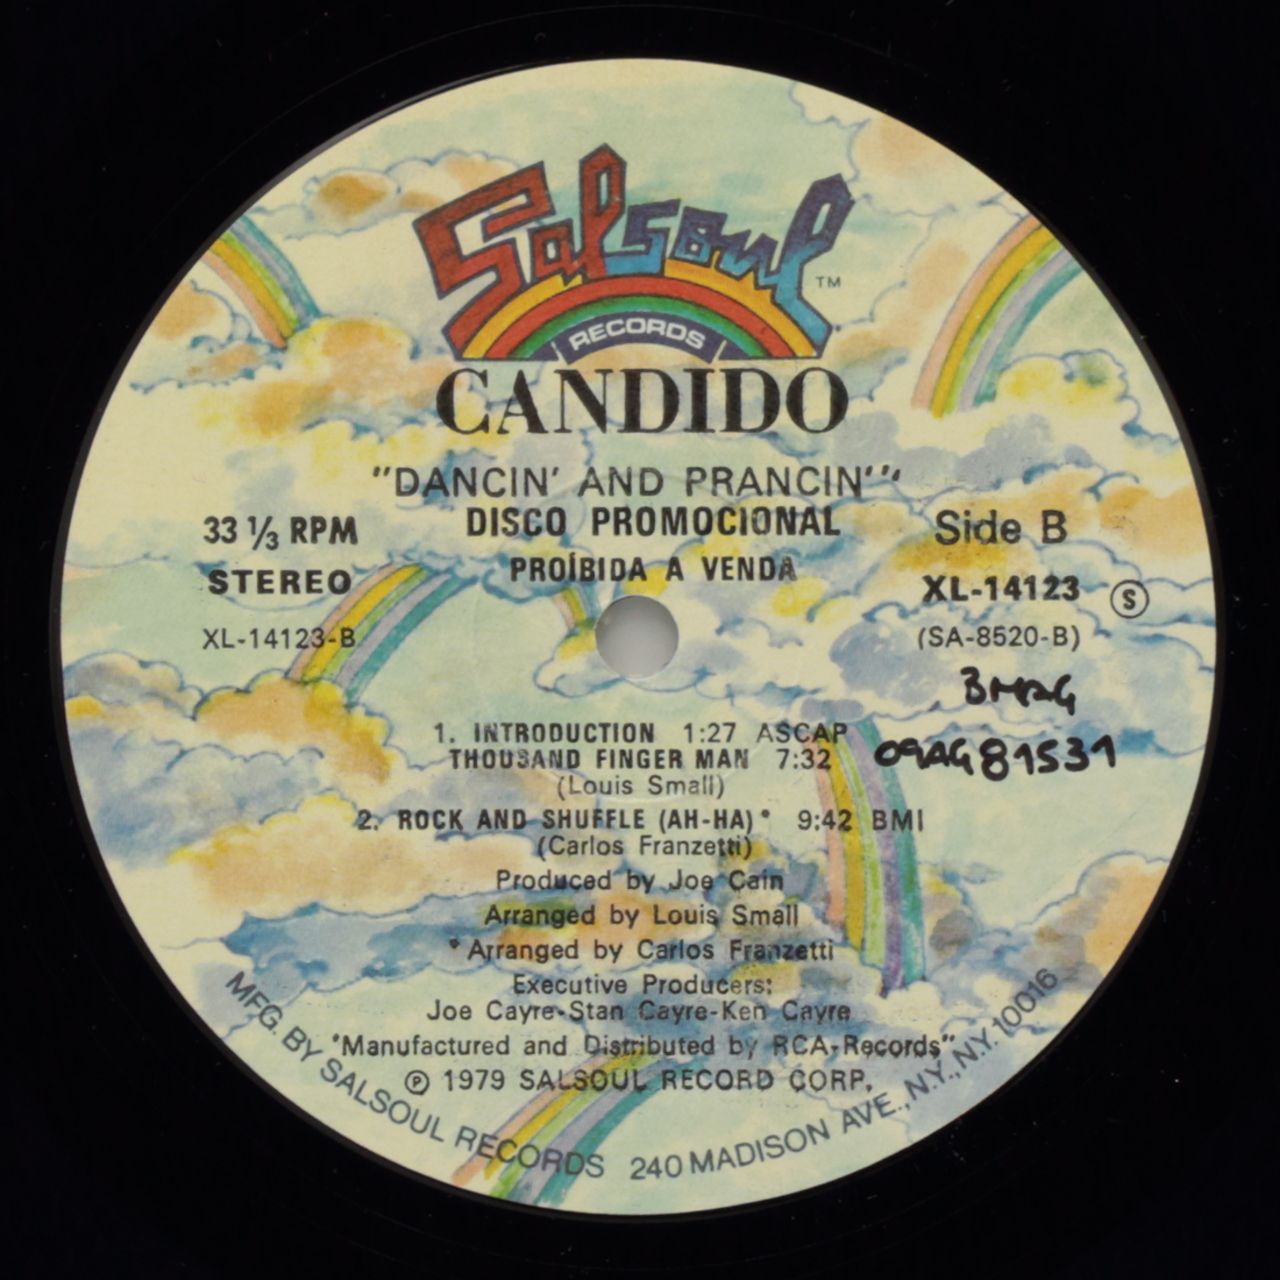 Salsoul TM
RECORDS
CANDIDO
"DANCIN' AND PRANCIN'"'
DISCO PROMOCIONAL
PROÍBIDA A VENDA
33 ⅓ RPM
STEREO
XL-14123-B
Side B
XL-14123 Ⓢ
(SA-8520-B)
BMAG
09AG81531
1. INTRODUCTION 1:27 ASCAP
THOUSAND FINGER MAN 7:32
(Louis Small)
2. ROCK AND SHUFFLE (AH-HA)* 9:42 BMI
(Carlos Franzetti)
Produced by Joe Cain
Arranged by Louis Small
*Arranged by Carlos Franzetti
Executive Producers:
Joe Cayre-Stan Cayre-Ken Cayre
"Manufactured and Distributed by RCA-Records"
℗ 1979 SALSOUL RECORD CORP.
MFG. BY SALSOUL RECORDS 240 MADISON AVE., N.Y., N.Y. 10016